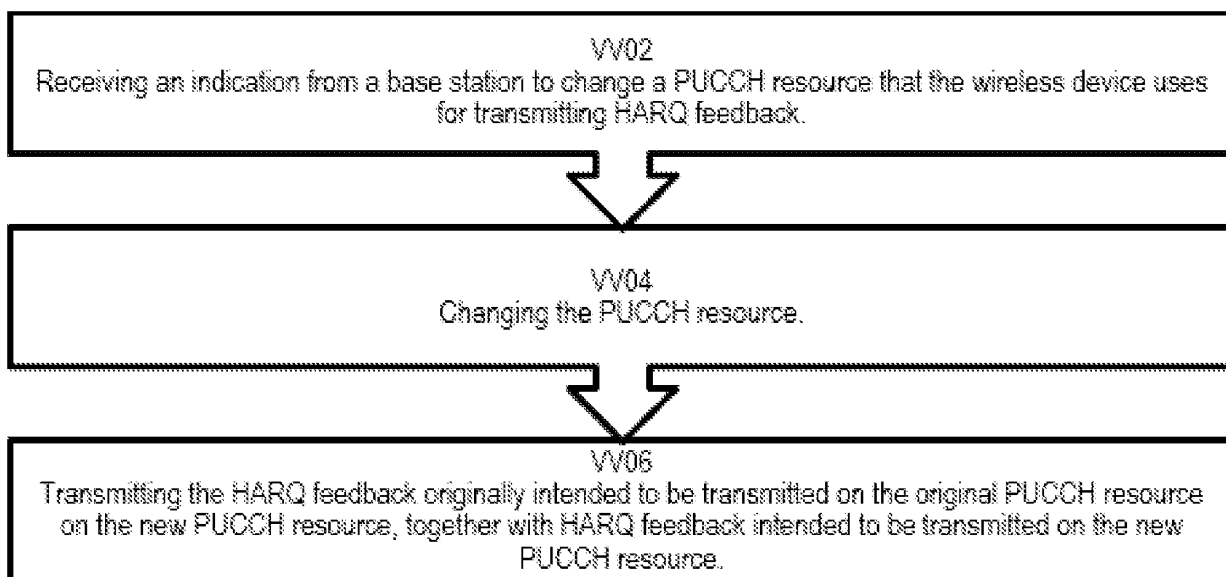 VV02
Receiving an indication from a base station to change a PUCCH resource that the wireless device uses
for transmitting HARQ feedback.
VV04
Changing the PUCCH resource.
VV06
Transmitting the HARQ feedback originally intended to be transmitted on the original PUCCH resource
on the new PUCCH resource, together with HARQ feedback intended to be transmitted on the new
PUCCH resource.